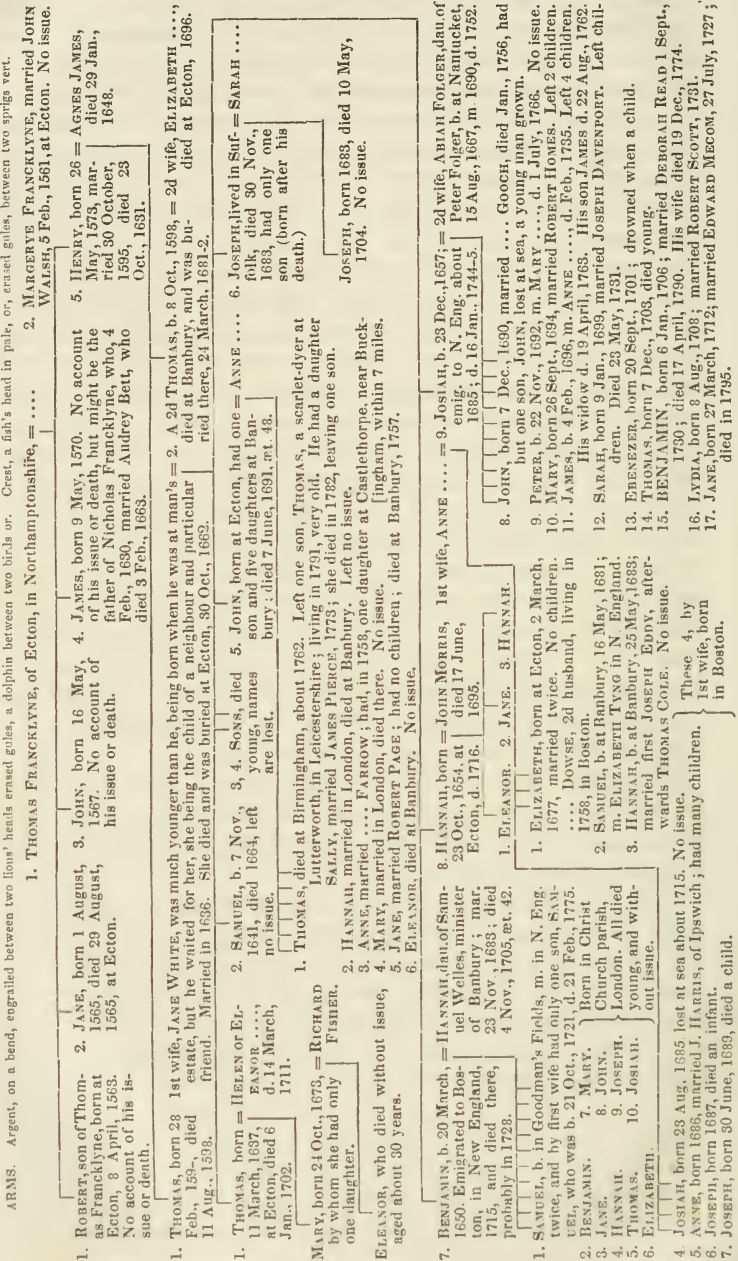 ARMS. Argent, on a bend, engrailed between two lions' heads erased gules, a dolphin between two birds or. Crest, a fish's head in pale, or, erased gules, between two sprigs vert.
1. THOMAS FRANCKLYNE, of Ecton, in Northamptonshire, = ....
2. MARGERYE FRANCKLYNE, married JOHN
WALSH, 5 Feb., 1561, at Ecton. No issue.
1. ROBERT, son of Thom-
as Francklyne, born at
Ecton, 8 April, 1563.
No account of his is-
sue or death.
2. JANE, born 1 August,
1565, died 29 August,
1565, at Ecton.
3. JOHN, born 16 May,
1567. No account of
his issue or death.
4. JAMES, born 9 May, 1570. No account
of his issue or death, but might be the
father of Nicholas Francklyne, who, 4
Feb., 1630, married Audrey Bett, who
died 3 Feb., 1663.
5. HENRY, born 26 = AGNES JAMES,
May, 1573, mar-
ried 30 October,
1595, died 23
Oct., 1631.
died 29 Jan.,
1648.
1. THOMAS, born 28
Feb., 159-, died
11 Aug., 1598.
1st wife, JANE WHITE, was much younger than he, being born when he was at man's = 2. A 2d THOMAS, b. 8 Oct., 1598, = 2d wife, ELIZABETH ....,
estate, but he waited for her, she being the child of a neighbour and particular
friend. Married in 1636. She died and was buried at Ecton, 30 Oct., 1662.
died at Banbury, and was bu-
ried there, 24 March, 1681-2.
died at Ecton, 1696.
1. THOMAS, born = HELEN or EL-
11 March, 1637,
at Ecton, died 6
Jan., 1702.
EANOR ....,
d. 14 March,
1711.
2. SAMUEL, b. 7 Nov.,
1641, died 1664, left
no issue.
3, 4. SONS, died
young, names
are lost.
5. JOHN, born at Ecton, had one = ANNE ....
son and five daughters at Ban-
bury: died 7 June, 1691, æt. 48.
6. JOSEPH, lived in Suf- = SARAH ....
folk, died 30 Nov.,
1683, had only one
son (born after his
death.)
JOSEPH, born 1683, died 10 May,
1704. No issue.
MARY, born 24 Oct., 1673, = RICHARD
by whom she had only FISHER.
one daughter.
ELEANOR, who died without issue,
aged about 30 years.
1. THOMAS, died at Birmingham, about 1762. Left one son, THOMAS, a scarlet-dyer at
Lutterworth, in Leicestershire; living in 1791, very old. He had a daughter
SALLY, married JAMES PIERCE, 1773; she died in 1782, leaving one son.
2. HANNAH, married in London, died at Banbury. Left no issue.
3. ANNE, married .... FARROW; had, in 1758, one daughter at Castlethorpe, near Buck-
4. MARY, married in London, died there. No issue. [ingham, within 7 miles.
5. JANE, married ROBERT PAGE; had no children; died at Banbury, 1757.
6. ELEANOR, died at Banbury. No issue.
7. BENJAMIN, b. 20 March, = HANNAH, dau. of Sam-
1650. Emigrated to Bos-
ton, in New England,
1715, and died there,
probably in 1728.
uel Welles, minister
of Banbury; mar.
23 Nov., 1683; died
4 Nov., 1705, æt. 42.
8. HANNAH, born = JOHN MORRIS,
23 Oct., 1654, at
Ecton, d. 1716.
died 17 June,
1695.
1st wife, ANNE .... = 9. JOSIAH, b. 23 Dec., 1657; = 2d wife, ABIAH FOLGER, dau. of
emig. to N. Eng. about
1685; d. 16 Jan., 1744-5.
Peter Folger, b. at Nantucket,
15 Aug., 1667, m. 1690, d. 1752.
1. ELEANOR. 2. JANE. 3. HANNAH.
1. SAMUEL, b. in Goodman's Fields, m. in N. Eng.
twice, and by first wife had only one son, SAM-
UEL, who was b. 21 Oct., 1721, d. 21 Feb., 1775.
2. BENJAMIN.
3. JANE.
4. HANNAH.
5. THOMAS.
6. ELIZABETH.
7. MARY.
8. JOHN.
9. JOSEPH.
10. JOSIAH.
Born in Christ
Church parish,
London. All died
young, and with-
out issue.
1. ELIZABETH, born at Ecton, 2 March,
1677, married twice. No children.
.... DOWSE, 2d husband, living in
1758, in Boston.
2. SAMUEL, b. at Banbury, 16 May, 1681;
m. ELIZABETH TYNG in N. England.
3. HANNAH, b. at Banbury, 25 May, 1683;
married first JOSEPH EDDY, after-
wards THOMAS COLE. No issue.
4. JOSIAH, born 23 Aug. 1685, lost at sea about 1715. No issue.
5. ANNE, born 1686, married J. HARRIS, of Ipswich; had many children.
6. JOSEPH, born 1687, died an infant.
7. JOSEPH, born 30 June, 1689, died a child.
These 4, by
1st wife, born
in Boston.
8. JOHN, born 7 Dec., 1690, married .... GOOCH, died Jan., 1756, had
but one son, JOHN, lost at sea, a young man grown.
9. PETER, b. 22 Nov., 1692, m. MARY ...., d. 1 July, 1766. No issue.
10. MARY, born 26 Sept., 1694, married ROBERT HOMES. Left 2 children.
11. JAMES, b. 4 Feb., 1696, m. ANNE ...., d. Feb., 1735. Left 4 children.
His widow d. 19 April, 1763. His son JAMES d. 22 Aug., 1762.
12. SARAH, born 9 Jan., 1699, married JOSEPH DAVENPORT. Left chil-
dren. Died 23 May, 1731.
13. EBENEZER, born 20 Sept., 1701; drowned when a child.
14. THOMAS, born 7 Dec., 1703, died young.
15. BENJAMIN, born 6 Jan., 1706; married DEBORAH READ 1 Sept.,
1730; died 17 April, 1790. His wife died 19 Dec., 1774.
16. LYDIA, born 8 Aug., 1708; married ROBERT SCOTT, 1731.
17. JANE, born 27 March, 1712; married EDWARD MECOM, 27 July, 1727;
died in 1795.